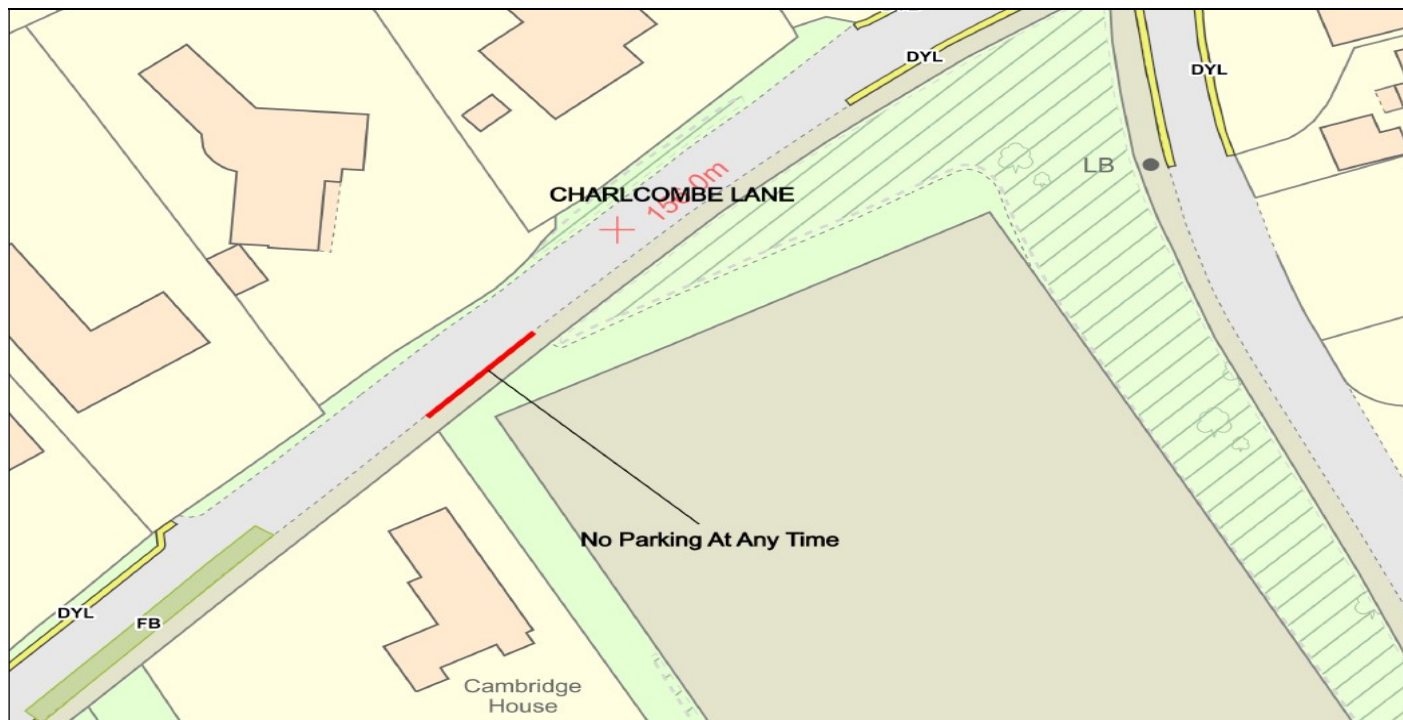 DYL
DYL
LB
CHARLCOMBE LANE
No Parking At Any Time
DYL
FB
Cambridge
House